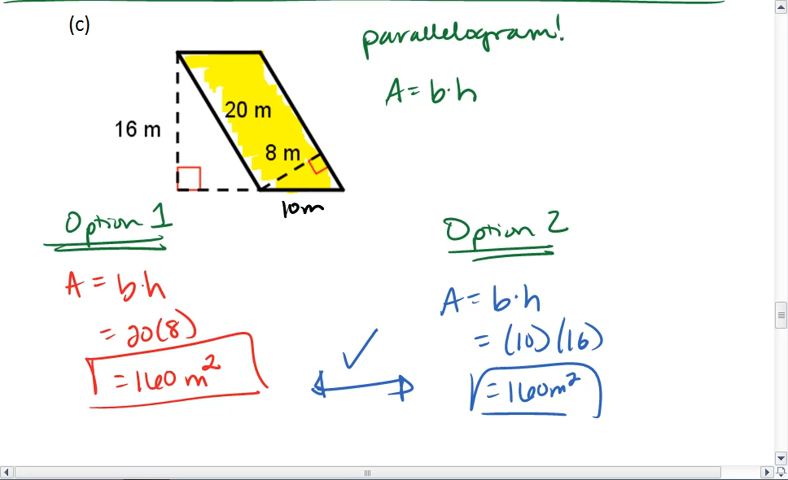 (c)
parallelogram!
A = b·h
20 m
16 m
8 m
10m
Option 1
A = b·h
= 20(8)
= 160 m²
Option 2
A = b·h
= (10)(16)
= 160m²